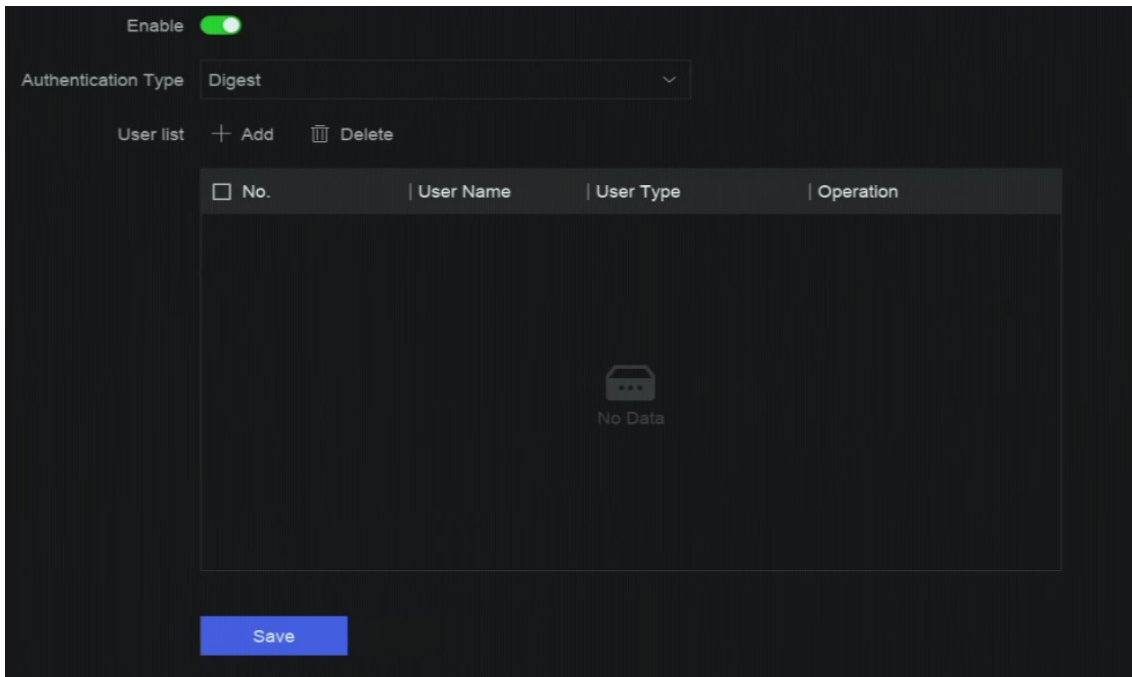 Enable
Authentication Type Digest
User list Add Delete
No. User Name User Type Operation
No Data
Save